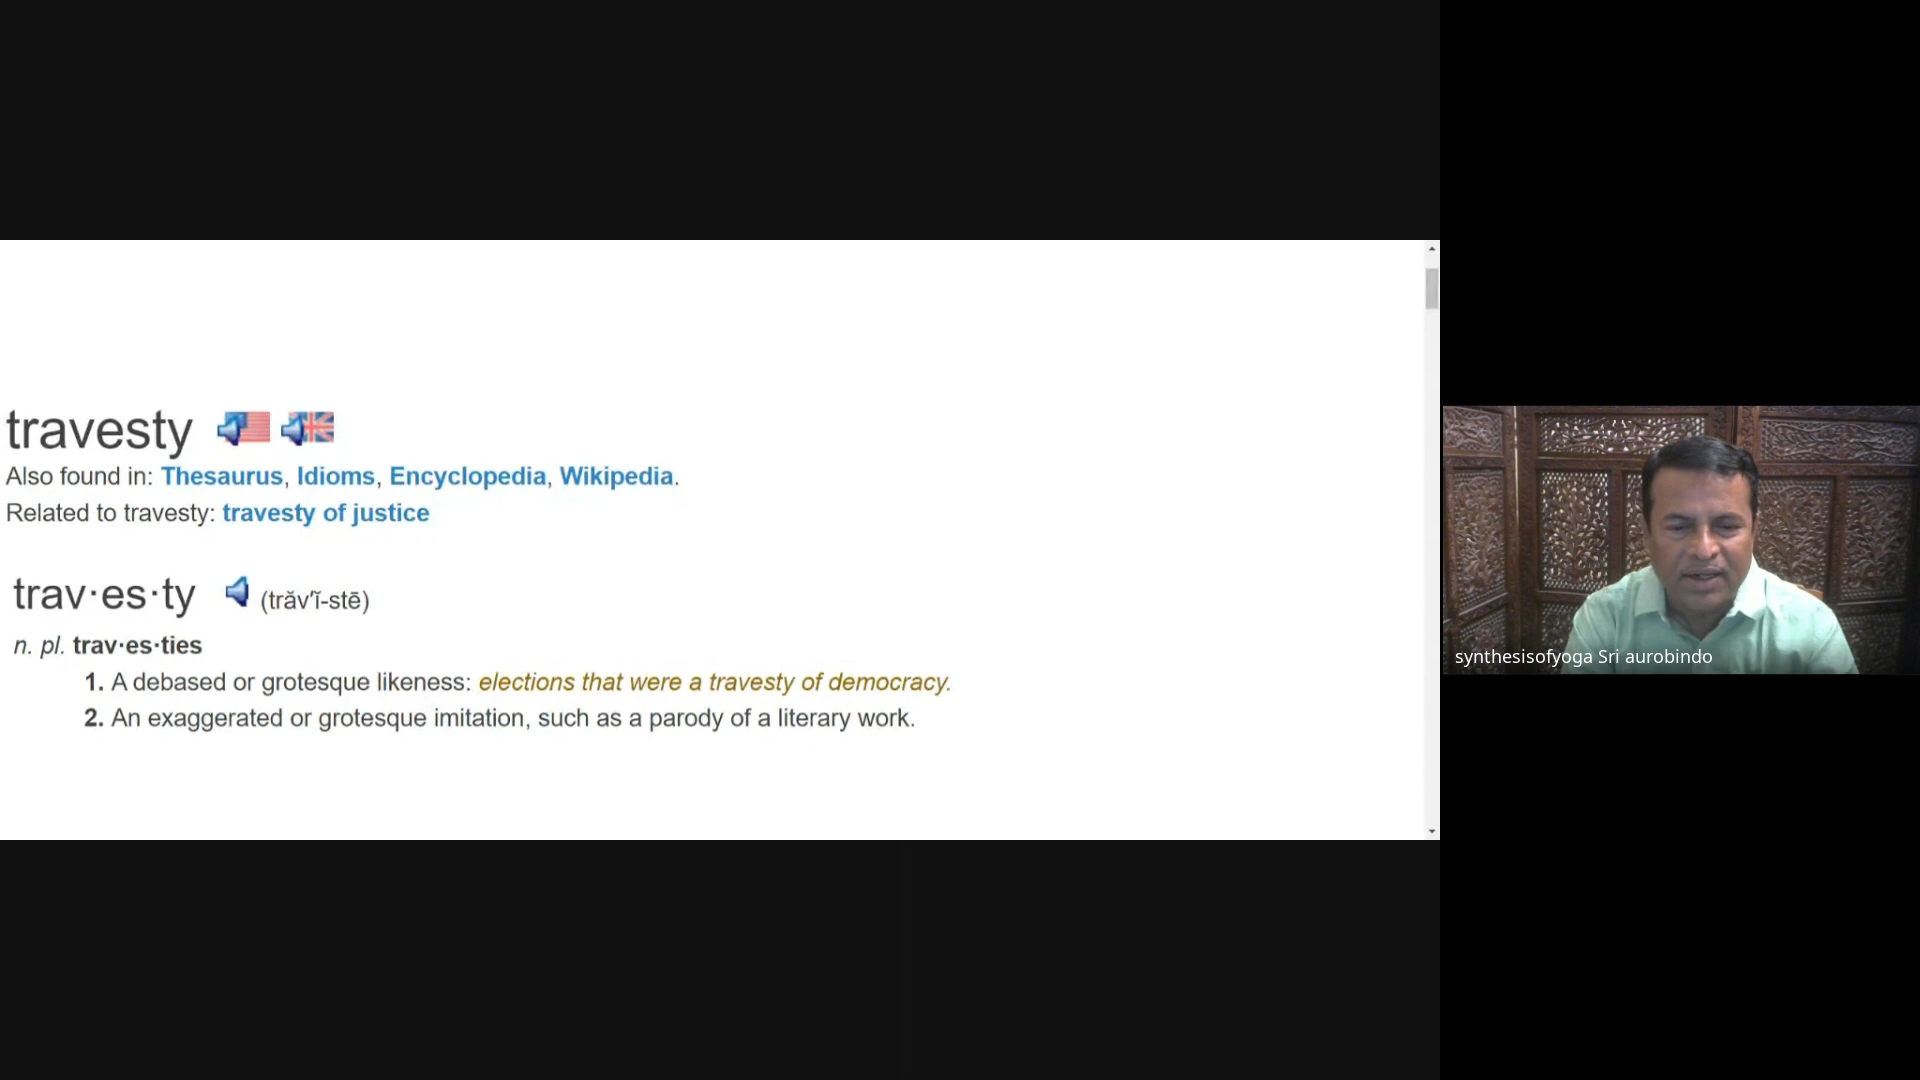 travesty
Also found in: Thesaurus, Idioms, Encyclopedia, Wikipedia.
Related to travesty: travesty of justice
trav·es·ty (trăv′ĭ-stē)
n. pl. trav·es·ties
1. A debased or grotesque likeness: elections that were a travesty of democracy.
2. An exaggerated or grotesque imitation, such as a parody of a literary work.
synthesisofyoga Sri aurobindo